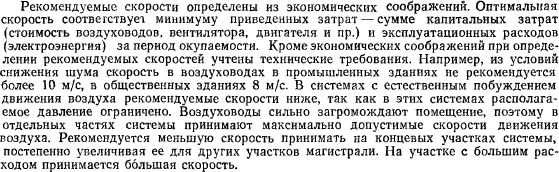 Рекомендуемые скорости определены из экономических соображений. Оптимальная
скорость соответствует минимуму приведенных затрат — сумме капитальных затрат
(стоимость воздуховодов, вентилятора, двигателя и пр.) и эксплуатационных расходов
(электроэнергия) за период окупаемости. Кроме экономических соображений при опреде-
лении рекомендуемых скоростей учтены технические требования. Например, из условий
снижения шума скорость в воздуховодах в промышленных зданиях не рекомендуется
более 10 м/с, в общественных зданиях 8 м/с. В системах с естественным побуждением
движения воздуха рекомендуемые скорости ниже, так как в этих системах располага-
емое давление ограничено. Воздуховоды сильно загромождают помещение, поэтому в
отдельных частях системы принимают максимально допустимые скорости движения
воздуха. Рекомендуется меньшую скорость принимать на концевых участках системы,
постепенно увеличивая ее для других участков магистрали. На участке с большим рас-
ходом принимается бóльшая скорость.